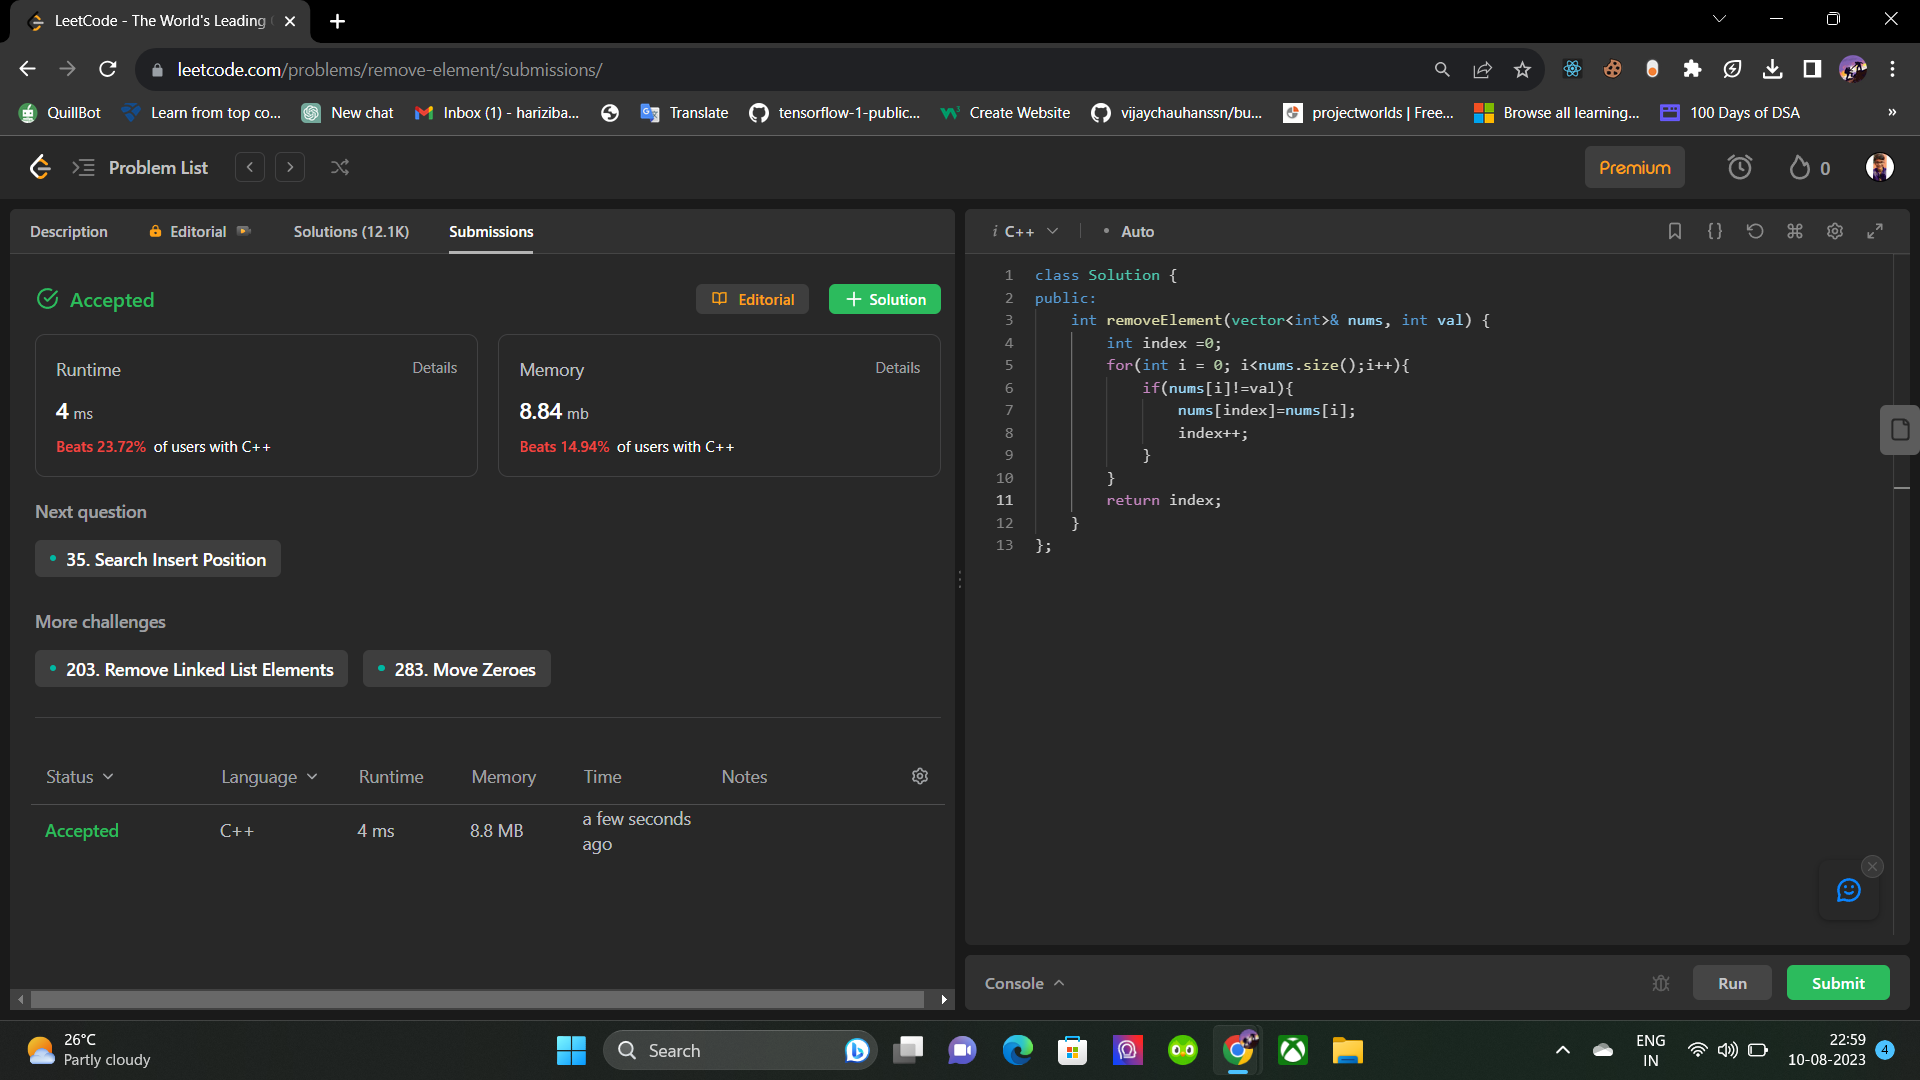 LeetCode - The World's Leading
leetcode.com/problems/remove-element/submissions/
QuillBot Learn from top co... New chat Inbox (1) - hariziba... Translate tensorflow-1-public... Create Website vijaychauhanssn/bu... projectworlds | Free... Browse all learning... 100 Days of DSA »
Problem List Premium 0
Description Editorial Solutions (12.1K) Submissions
Accepted Editorial + Solution
Runtime Details
4 ms
Beats 23.72% of users with C++
Memory Details
8.84 mb
Beats 14.94% of users with C++
Next question
• 35. Search Insert Position
More challenges
• 203. Remove Linked List Elements • 283. Move Zeroes
Status Language Runtime Memory Time Notes
Accepted C++ 4 ms 8.8 MB a few seconds
ago
i C++ • Auto
1 class Solution {
2 public:
3 int removeElement(vector<int>& nums, int val) {
4 int index =0;
5 for(int i = 0; i<nums.size();i++){
6 if(nums[i]!=val){
7 nums[index]=nums[i];
8 index++;
9 }
10 }
11 return index;
12 }
13 };
Console Run Submit
26°C
Partly cloudy
Search
ENG
IN
22:59
10-08-2023
4